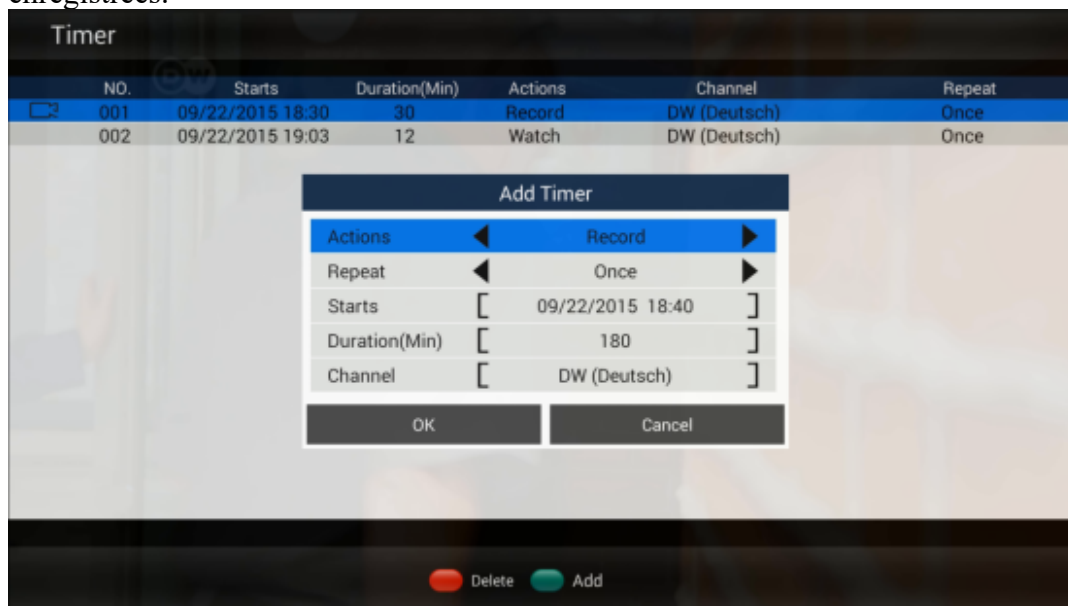 enregistrées.
Timer
DW
NO. Starts Duration(Min) Actions Channel Repeat
001 09/22/2015 18:30 30 Record DW (Deutsch) Once
002 09/22/2015 19:03 12 Watch DW (Deutsch) Once
Add Timer
Actions Record
Repeat Once
Starts [ 09/22/2015 18:40 ]
Duration(Min) [ 180 ]
Channel [ DW (Deutsch) ]
OK Cancel
Delete Add